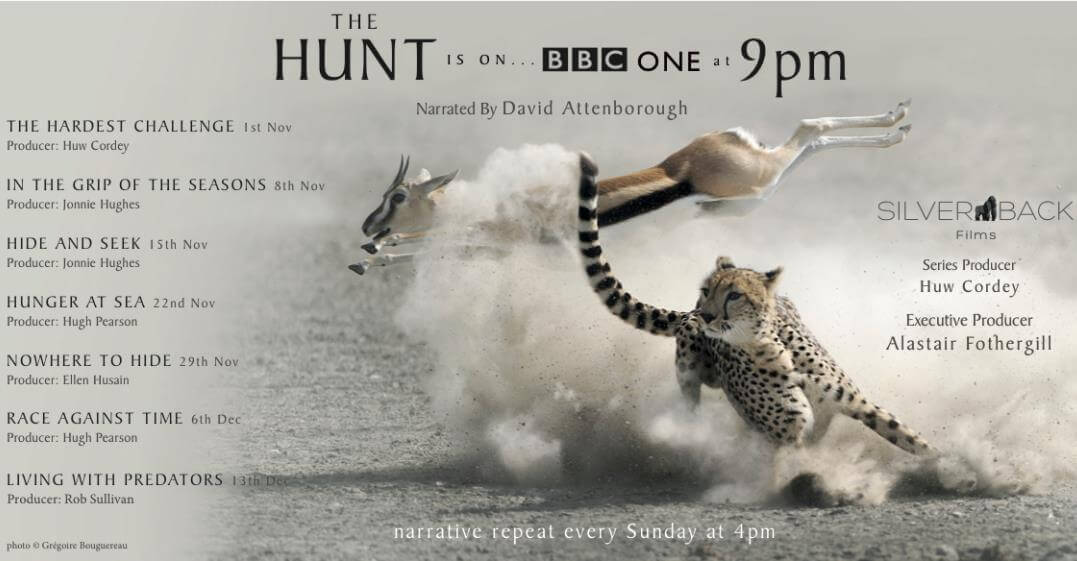 THE
HUNT IS ON... BBC ONE at 9pm
Narrated By David Attenborough
THE HARDEST CHALLENGE 1st Nov
Producer: Huw Cordey
IN THE GRIP OF THE SEASONS 8th Nov
Producer: Jonnie Hughes
HIDE AND SEEK 15th Nov
Producer: Jonnie Hughes
HUNGER AT SEA 22nd Nov
Producer: Hugh Pearson
NOWHERE TO HIDE 29th Nov
Producer: Ellen Husain
RACE AGAINST TIME 6th Dec
Producer: Hugh Pearson
LIVING WITH PREDATORS 13th Dec
Producer: Rob Sullivan
SILVERBACK
Films
Series Producer
Huw Cordey
Executive Producer
Alastair Fothergill
narrative repeat every Sunday at 4pm
photo © Grégoire Bouguereau